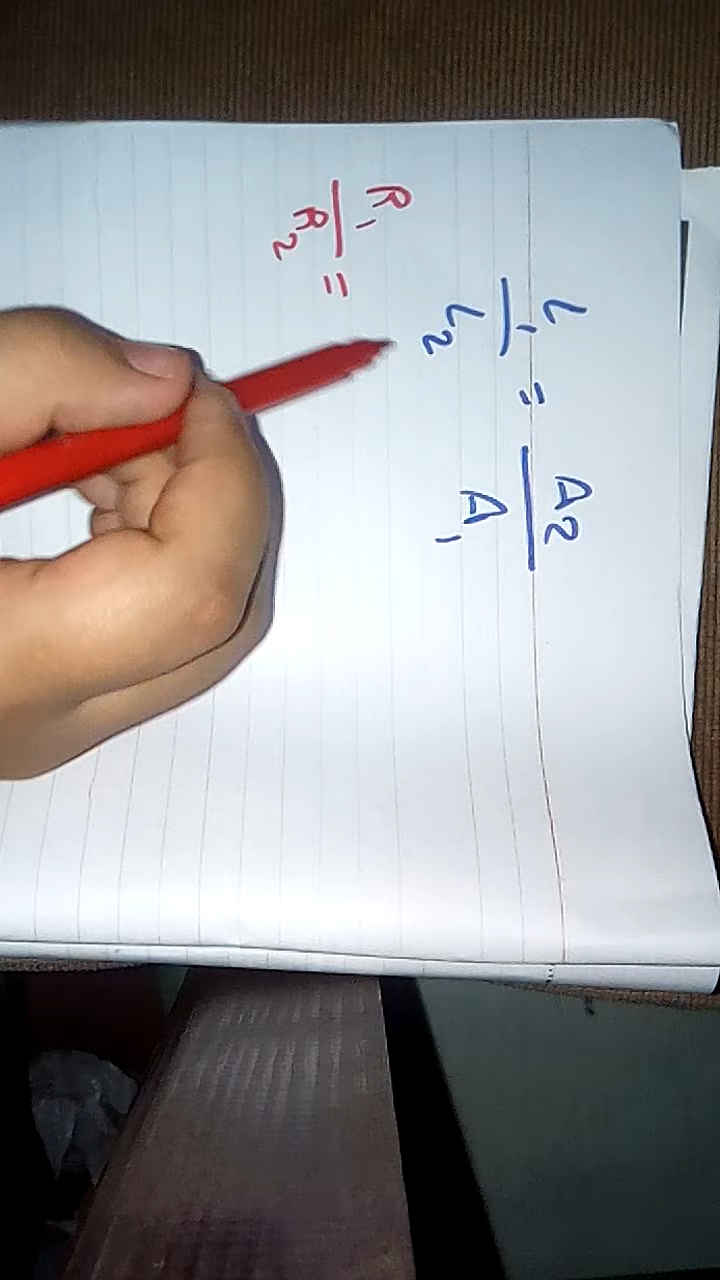 L1/L2 = A2/A1
R1/R2 =